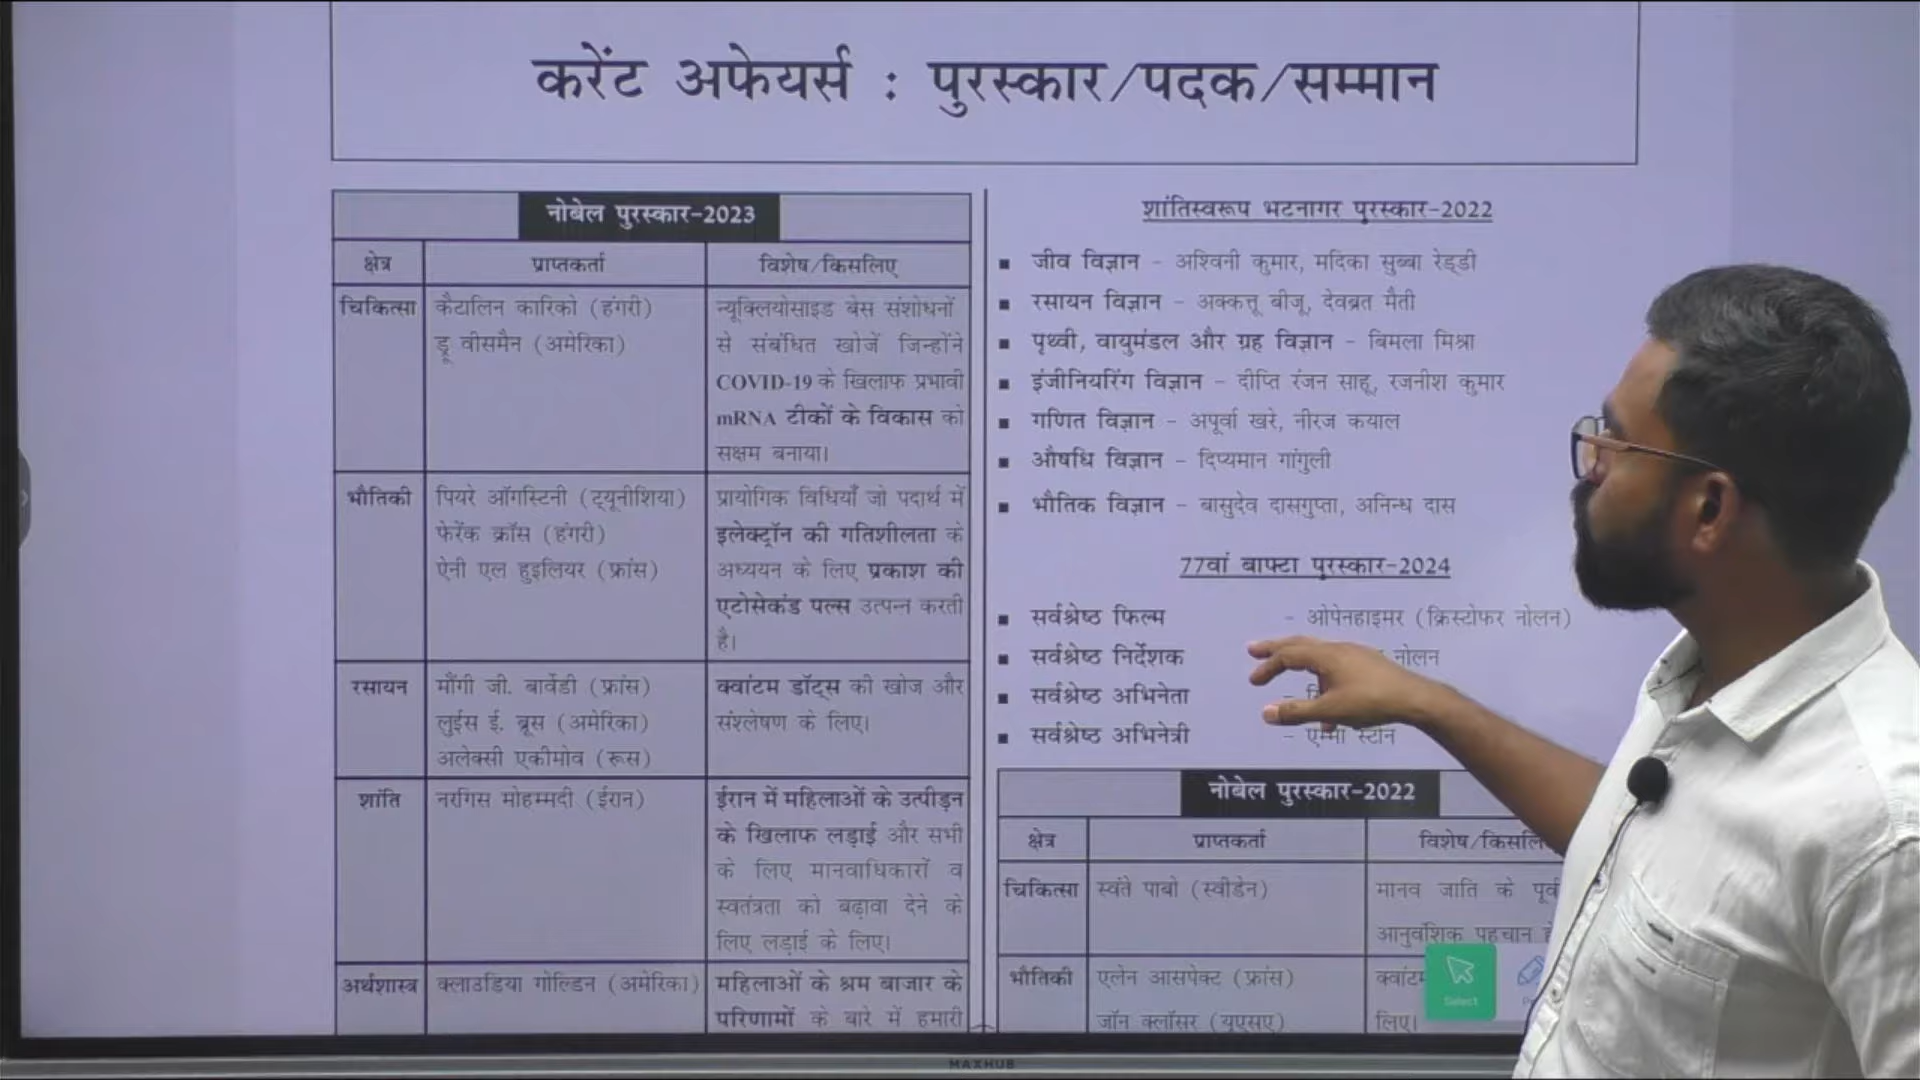 करेंट अफेयर्स : पुरस्कार/पदक/सम्मान
नोबेल पुरस्कार-2023
क्षेत्र प्राप्तकर्ता विशेष/किसलिए
चिकित्सा कैटालिन कारिको (हंगरी) न्यूक्लियोसाइड बेस संशोधनों
ड्रू वीसमैन (अमेरिका) से संबंधित खोजें जिन्होंने
COVID-19 के खिलाफ प्रभावी
mRNA टीकों के विकास को
सक्षम बनाया।
भौतिकी पियरे ऑगस्टिनी (ट्यूनीशिया) प्रायोगिक विधियाँ जो पदार्थ में
फेरेंक क्रॉस (हंगरी) इलेक्ट्रॉन की गतिशीलता के
ऐनी एल हुइलियर (फ्रांस) अध्ययन के लिए प्रकाश की
एटोसेकंड पल्स उत्पन्न करती
है।
रसायन मौंगी जी. बावेंडी (फ्रांस) क्वांटम डॉट्स की खोज और
लुईस ई. ब्रूस (अमेरिका) संश्लेषण के लिए।
अलेक्सी एकीमोव (रूस)
शांति नरगिस मोहम्मदी (ईरान) ईरान में महिलाओं के उत्पीड़न
के खिलाफ लड़ाई और सभी
के लिए मानवाधिकारों व
स्वतंत्रता को बढ़ावा देने के
लिए लड़ाई के लिए।
अर्थशास्त्र क्लाउडिया गोल्डिन (अमेरिका) महिलाओं के श्रम बाजार के
परिणामों के बारे में हमारी
शांतिस्वरूप भटनागर पुरस्कार-2022
▪ जीव विज्ञान - अश्विनी कुमार, मदिका सुब्बा रेड्डी
▪ रसायन विज्ञान - अक्कत्तू बीजू, देवब्रत मैती
▪ पृथ्वी, वायुमंडल और ग्रह विज्ञान - बिमला मिश्रा
▪ इंजीनियरिंग विज्ञान - दीप्ति रंजन साहू, रजनीश कुमार
▪ गणित विज्ञान - अपूर्वा खरे, नीरज कयाल
▪ औषधि विज्ञान - दिप्यमान गांगुली
▪ भौतिक विज्ञान - बासुदेव दासगुप्ता, अनिन्ध दास
77वां बाफ्टा पुरस्कार-2024
▪ सर्वश्रेष्ठ फिल्म - ओपेनहाइमर (क्रिस्टोफर नोलन)
▪ सर्वश्रेष्ठ निर्देशक नोलन
▪ सर्वश्रेष्ठ अभिनेता -
▪ सर्वश्रेष्ठ अभिनेत्री - एम्मा स्टोन
नोबेल पुरस्कार-2022
क्षेत्र प्राप्तकर्ता
चिकित्सा स्वंते पाबो (स्वीडेन) मानव जाति के
आनुवंशिक पहचान
भौतिकी एलेन आसपेक्ट (फ्रांस)
जॉन क्लॉसर (यूएसए) लिए।
Select
MAXHUB